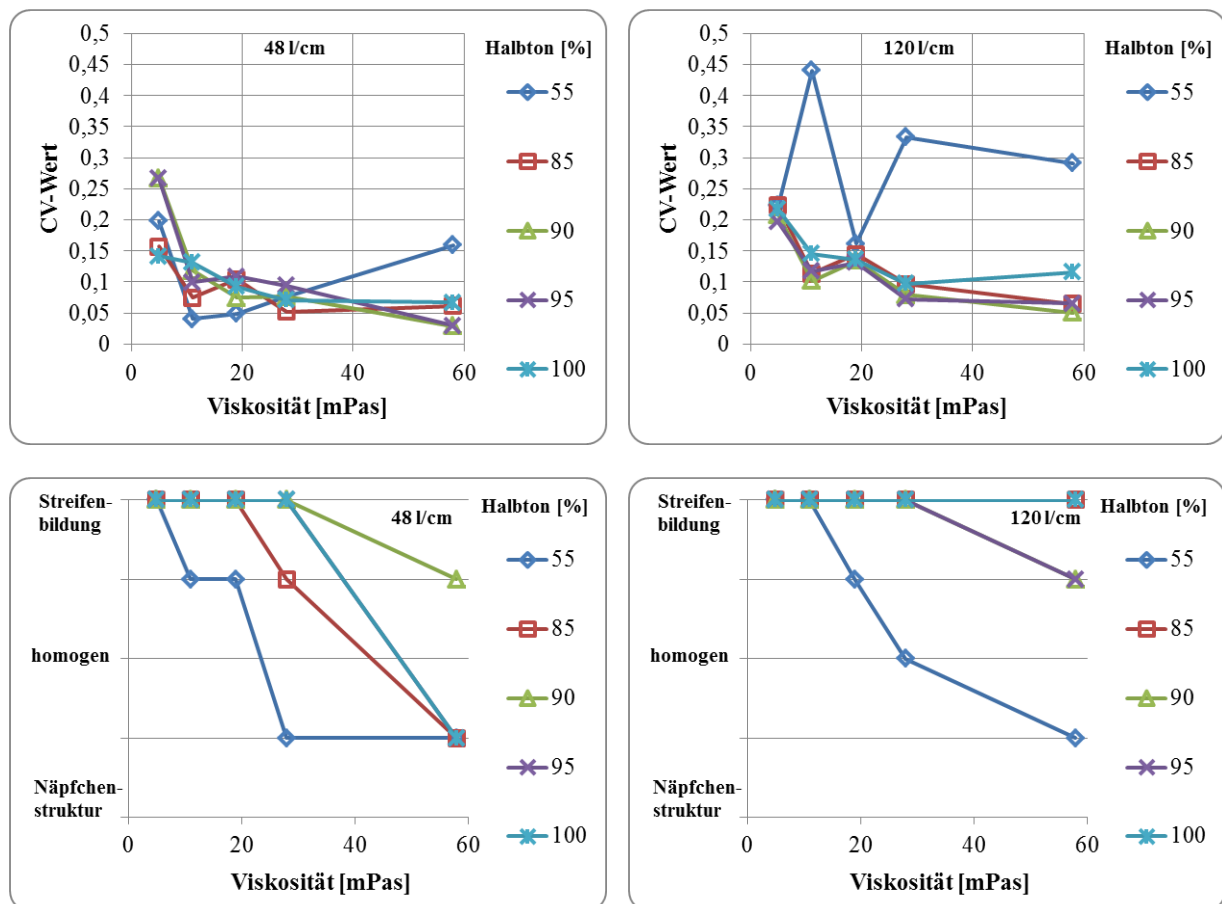 48 l/cm
Halbton [%]
0,5
0,45
0,4
0,35
0,3
0,25
0,2
0,15
0,1
0,05
0
CV-Wert
0 20 40 60
Viskosität [mPas]
55
85
90
95
100
120 l/cm
Halbton [%]
0,5
0,45
0,4
0,35
0,3
0,25
0,2
0,15
0,1
0,05
0
CV-Wert
0 20 40 60
Viskosität [mPas]
55
85
90
95
100
Streifen-
bildung
homogen
Näpfchen-
struktur
48 l/cm
Halbton [%]
0 20 40 60
Viskosität [mPas]
55
85
90
95
100
Streifen-
bildung
homogen
Näpfchen-
struktur
120 l/cm
Halbton [%]
0 20 40 60
Viskosität [mPas]
55
85
90
95
100